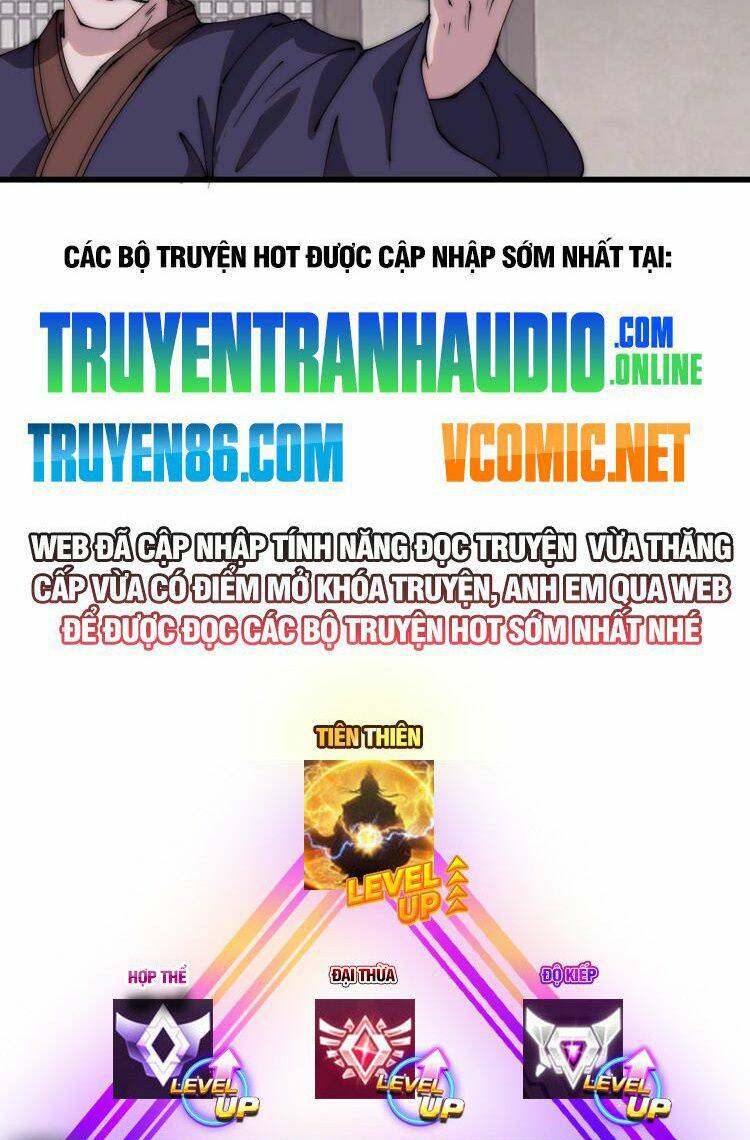 CÁC BỘ TRUYỆN HOT ĐƯỢC CẬP NHẬP SỚM NHẤT TẠI:
TRUYENTRANHAUDIO.COM
.ONLINE
TRUYEN86.COM VCOMIC.NET
WEB ĐÃ CẬP NHẬP TÍNH NĂNG ĐỌC TRUYỆN VỪA THĂNG
CẤP VỪA CÓ ĐIỂM MỞ KHÓA TRUYỆN, ANH EM QUA WEB
ĐỂ ĐƯỢC ĐỌC CÁC BỘ TRUYỆN HOT SỚM NHẤT NHÉ
TIÊN THIÊN
LEVEL
UP
HỢP THỂ ĐẠI THỪA ĐỘ KIẾP
LEVEL UP LEVEL UP LEVEL UP